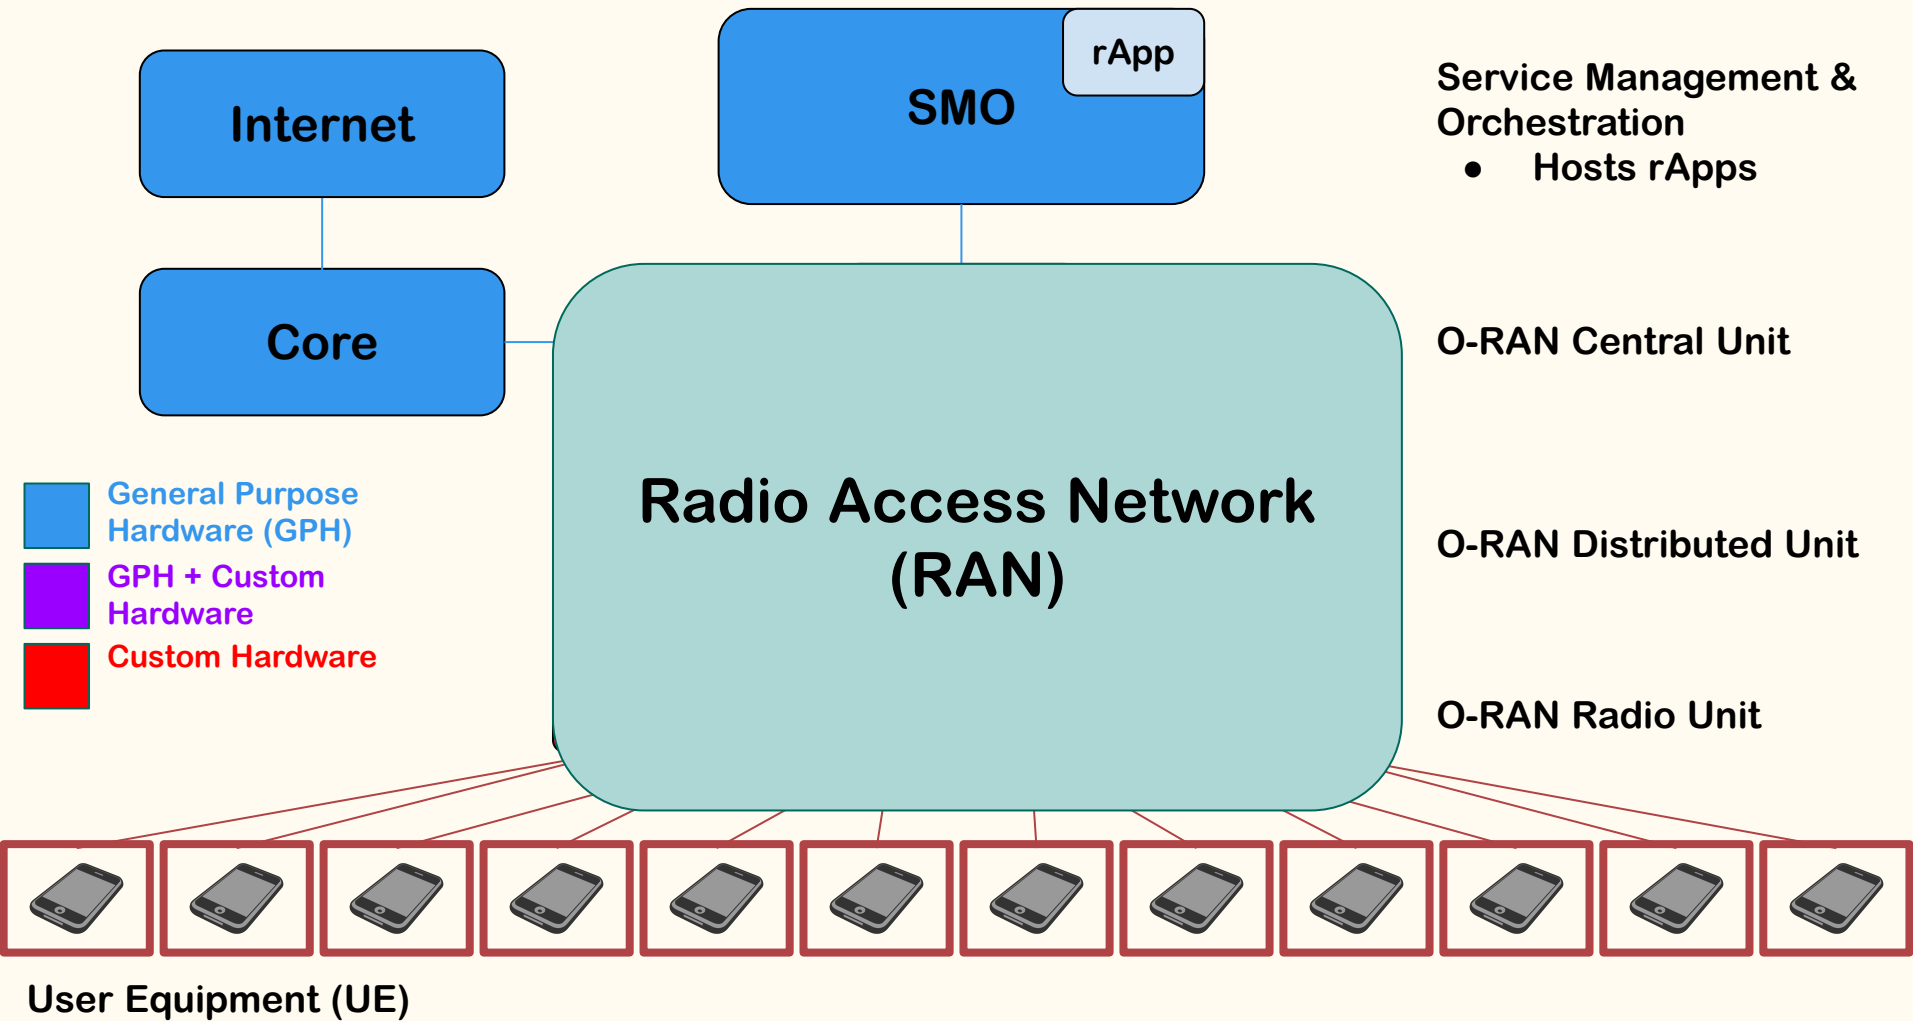 rApp
SMO
Internet
Service Management &
Orchestration
● Hosts rApps
Core
O-RAN Central Unit
General Purpose
Hardware (GPH)
GPH + Custom
Hardware
Custom Hardware
Radio Access Network
(RAN)
O-RAN Distributed Unit
O-RAN Radio Unit
User Equipment (UE)